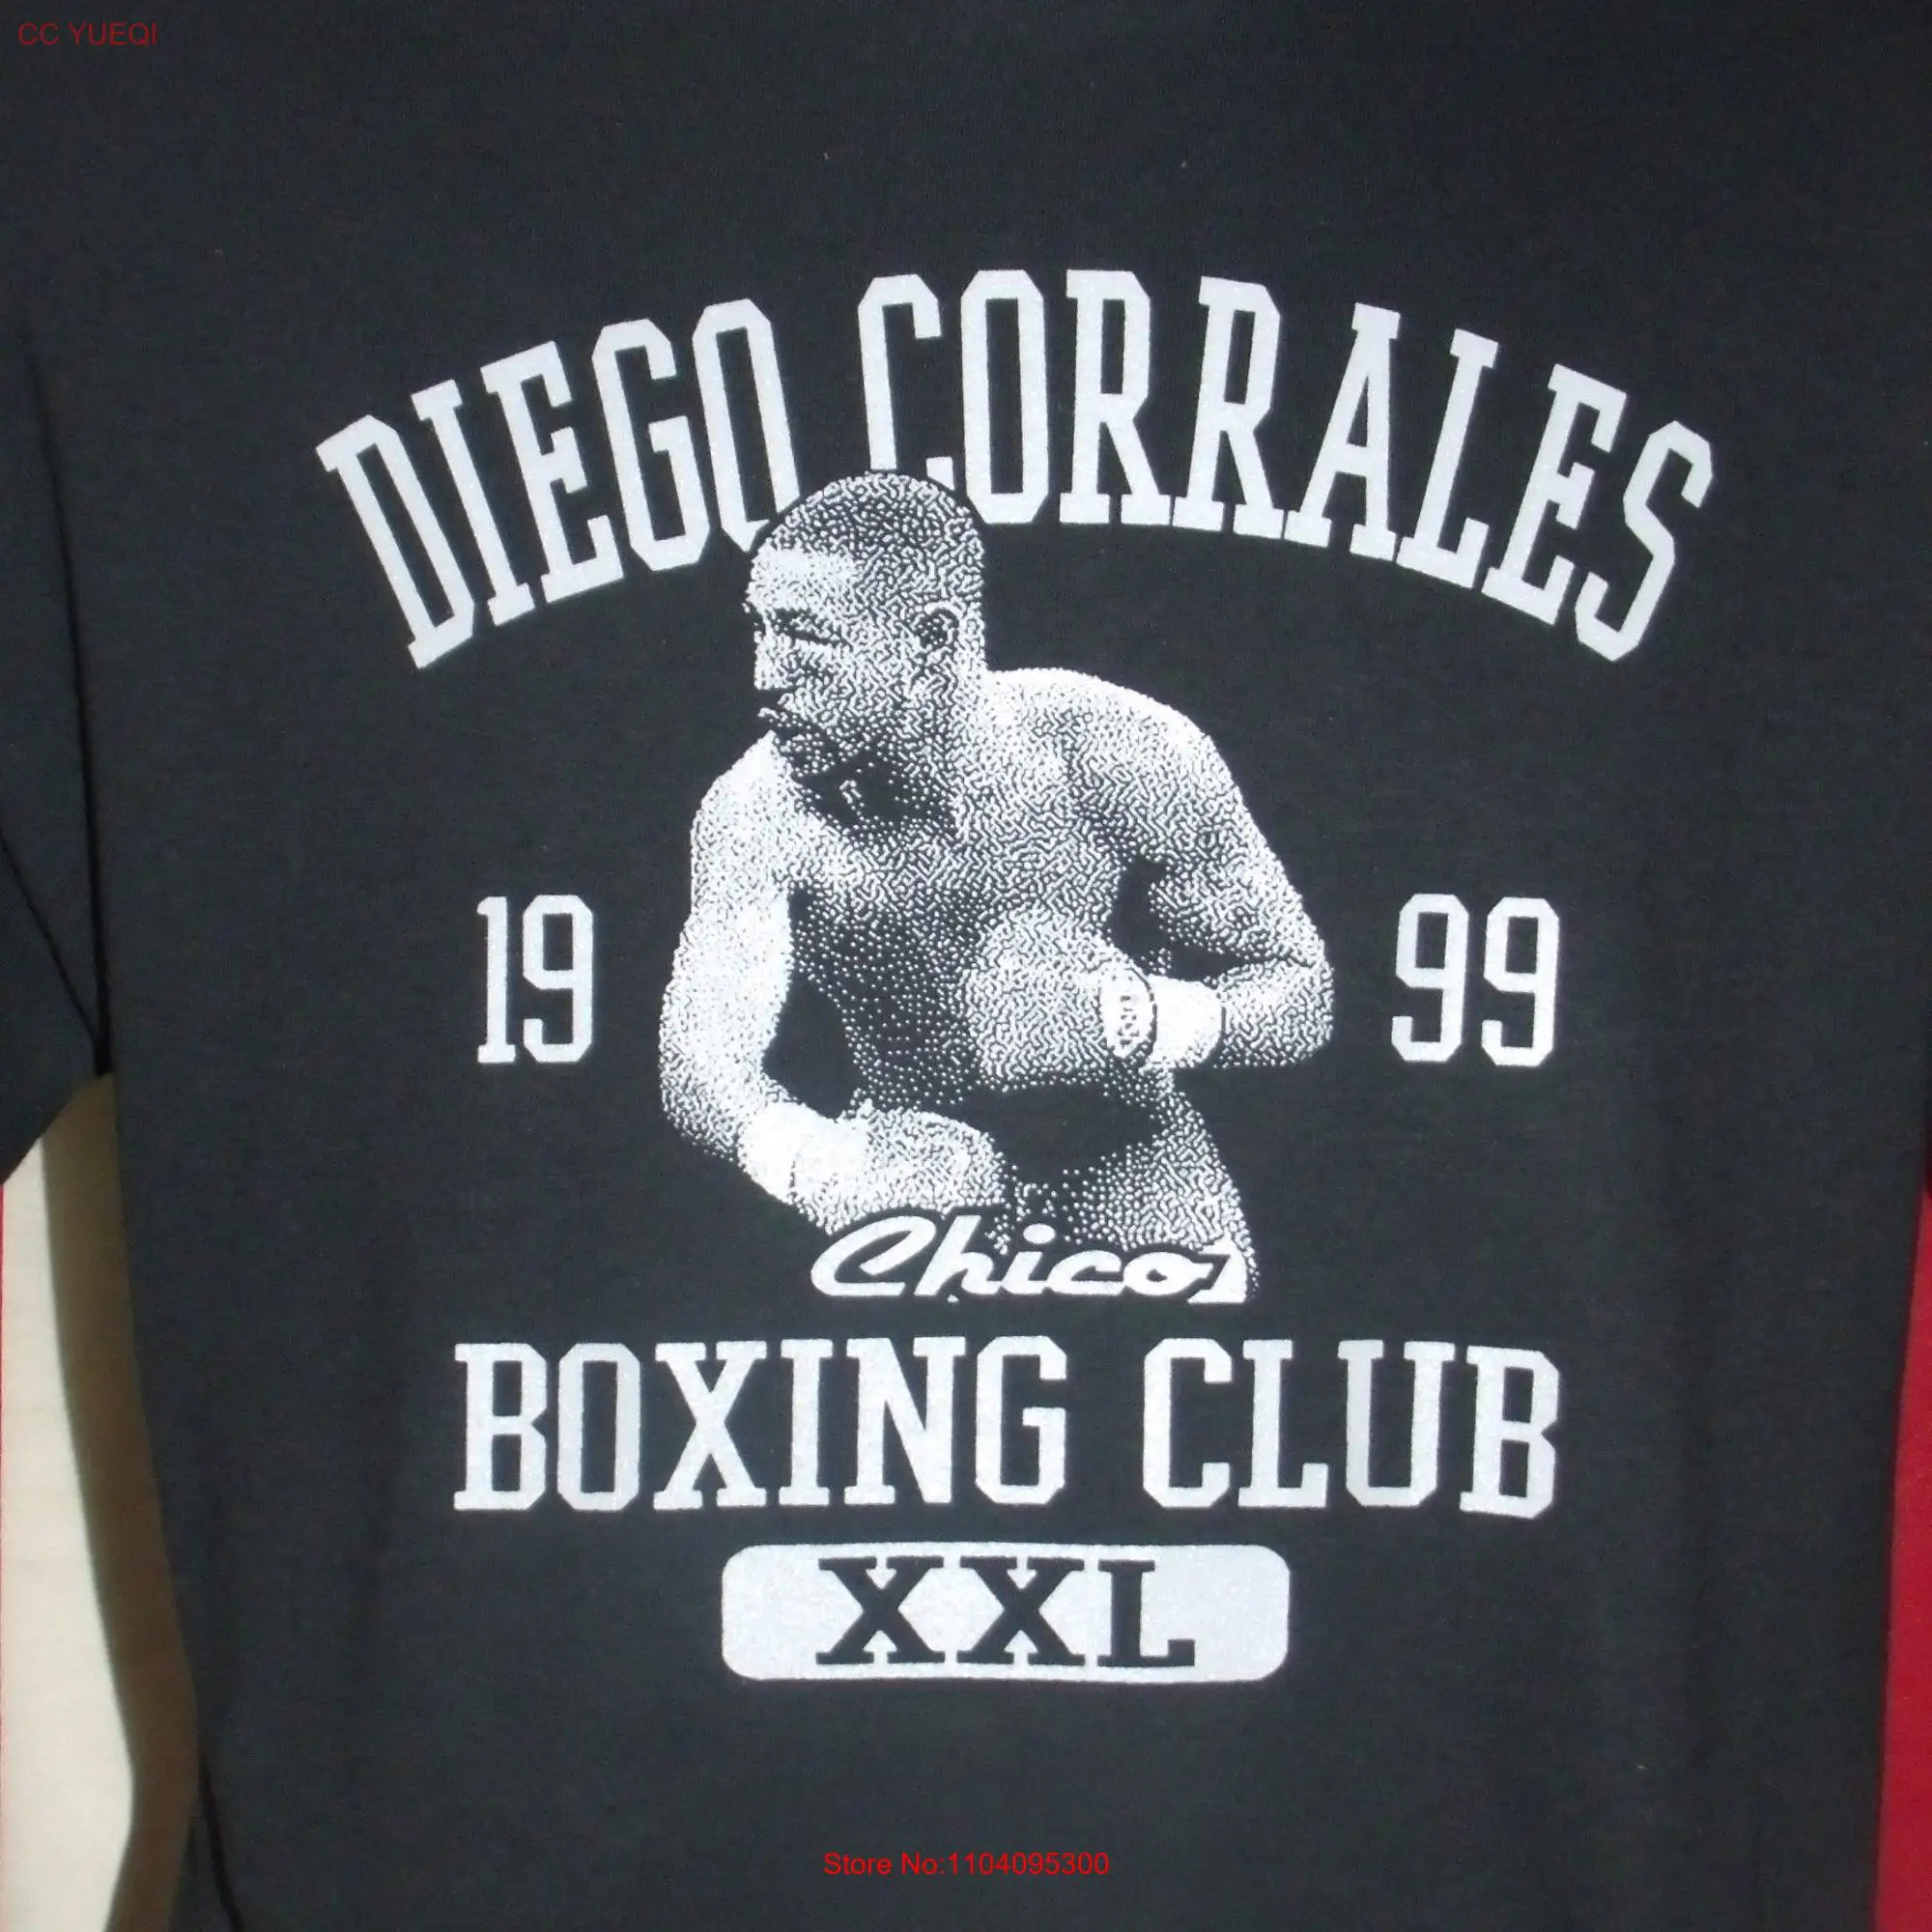 CC YUEQI
DIEGO CORRALES
19 99
Chico
BOXING CLUB
XXL
Store No:1104095300